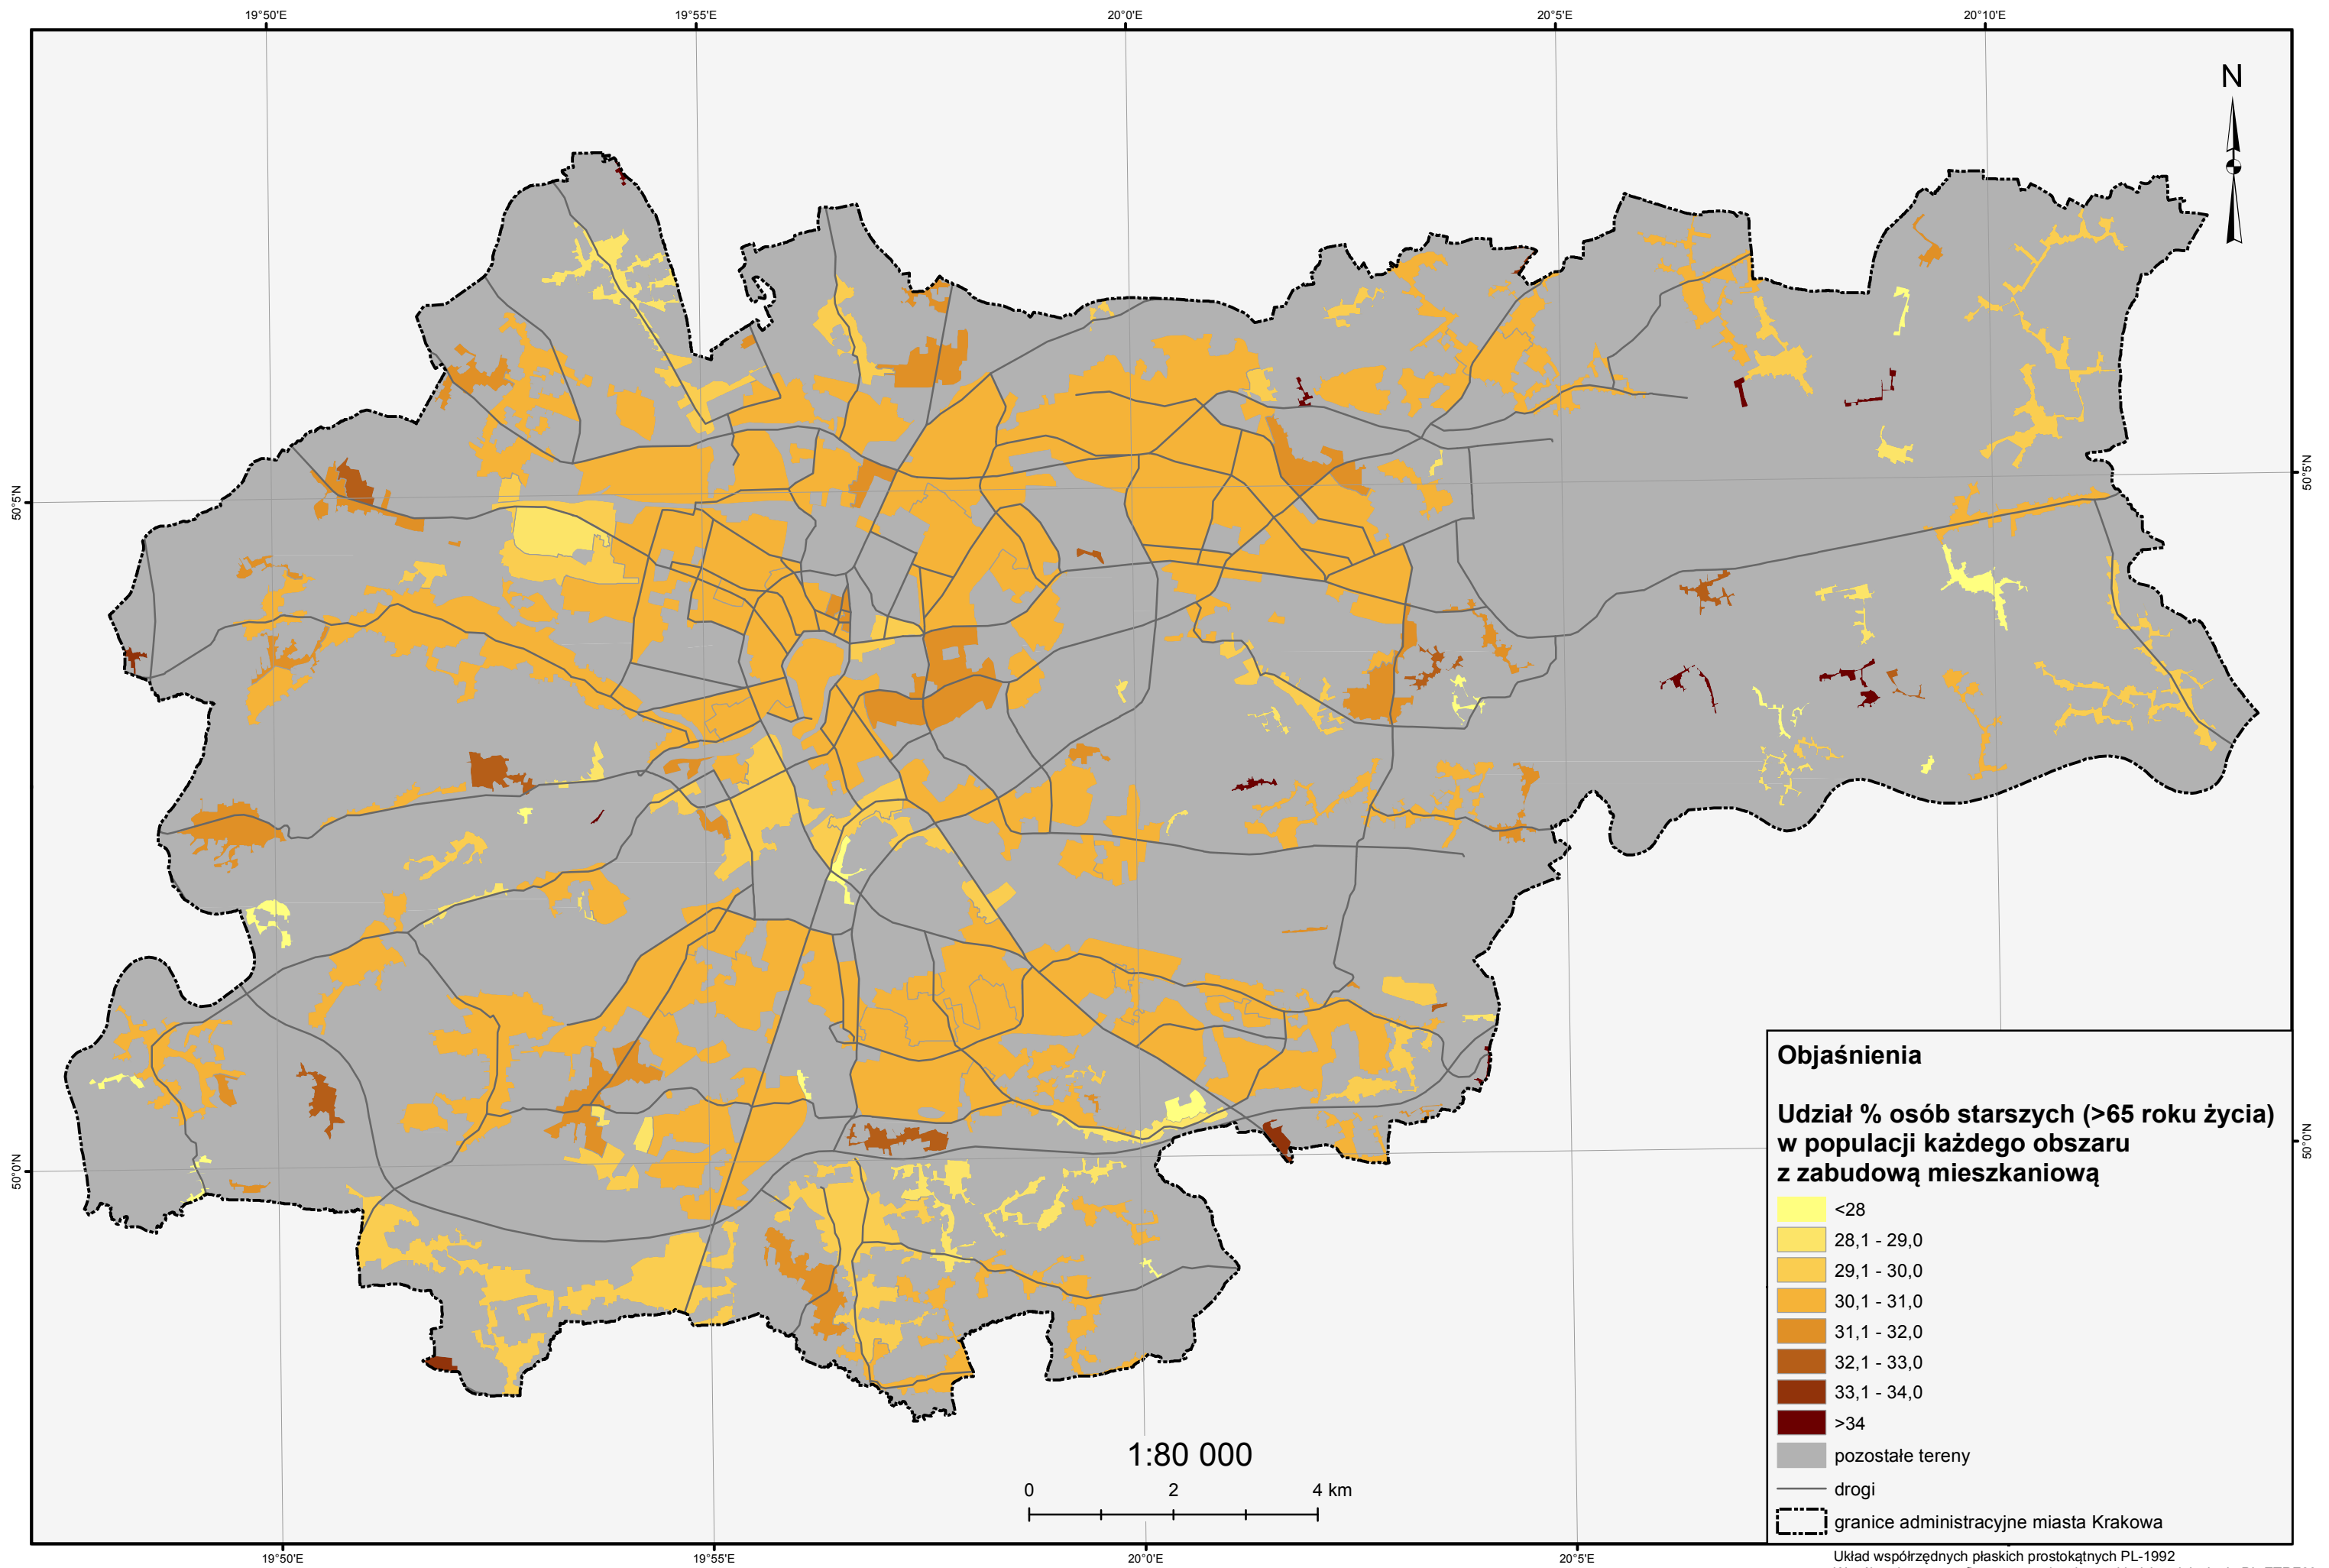 19°50'E 19°55'E 20°0'E 20°5'E 20°10'E
N
50°5'N 50°5'N
50°0'N 50°0'N
Objaśnienia
Udział % osób starszych (>65 roku życia)
w populacji każdego obszaru
z zabudową mieszkaniową
<28
28,1 - 29,0
29,1 - 30,0
30,1 - 31,0
31,1 - 32,0
32,1 - 33,0
33,1 - 34,0
>34
pozostałe tereny
drogi
granice administracyjne miasta Krakowa
1:80 000
0 2 4 km
19°50'E 19°55'E 20°0'E 20°5'E
Układ współrzędnych płaskich prostokątnych PL-1992